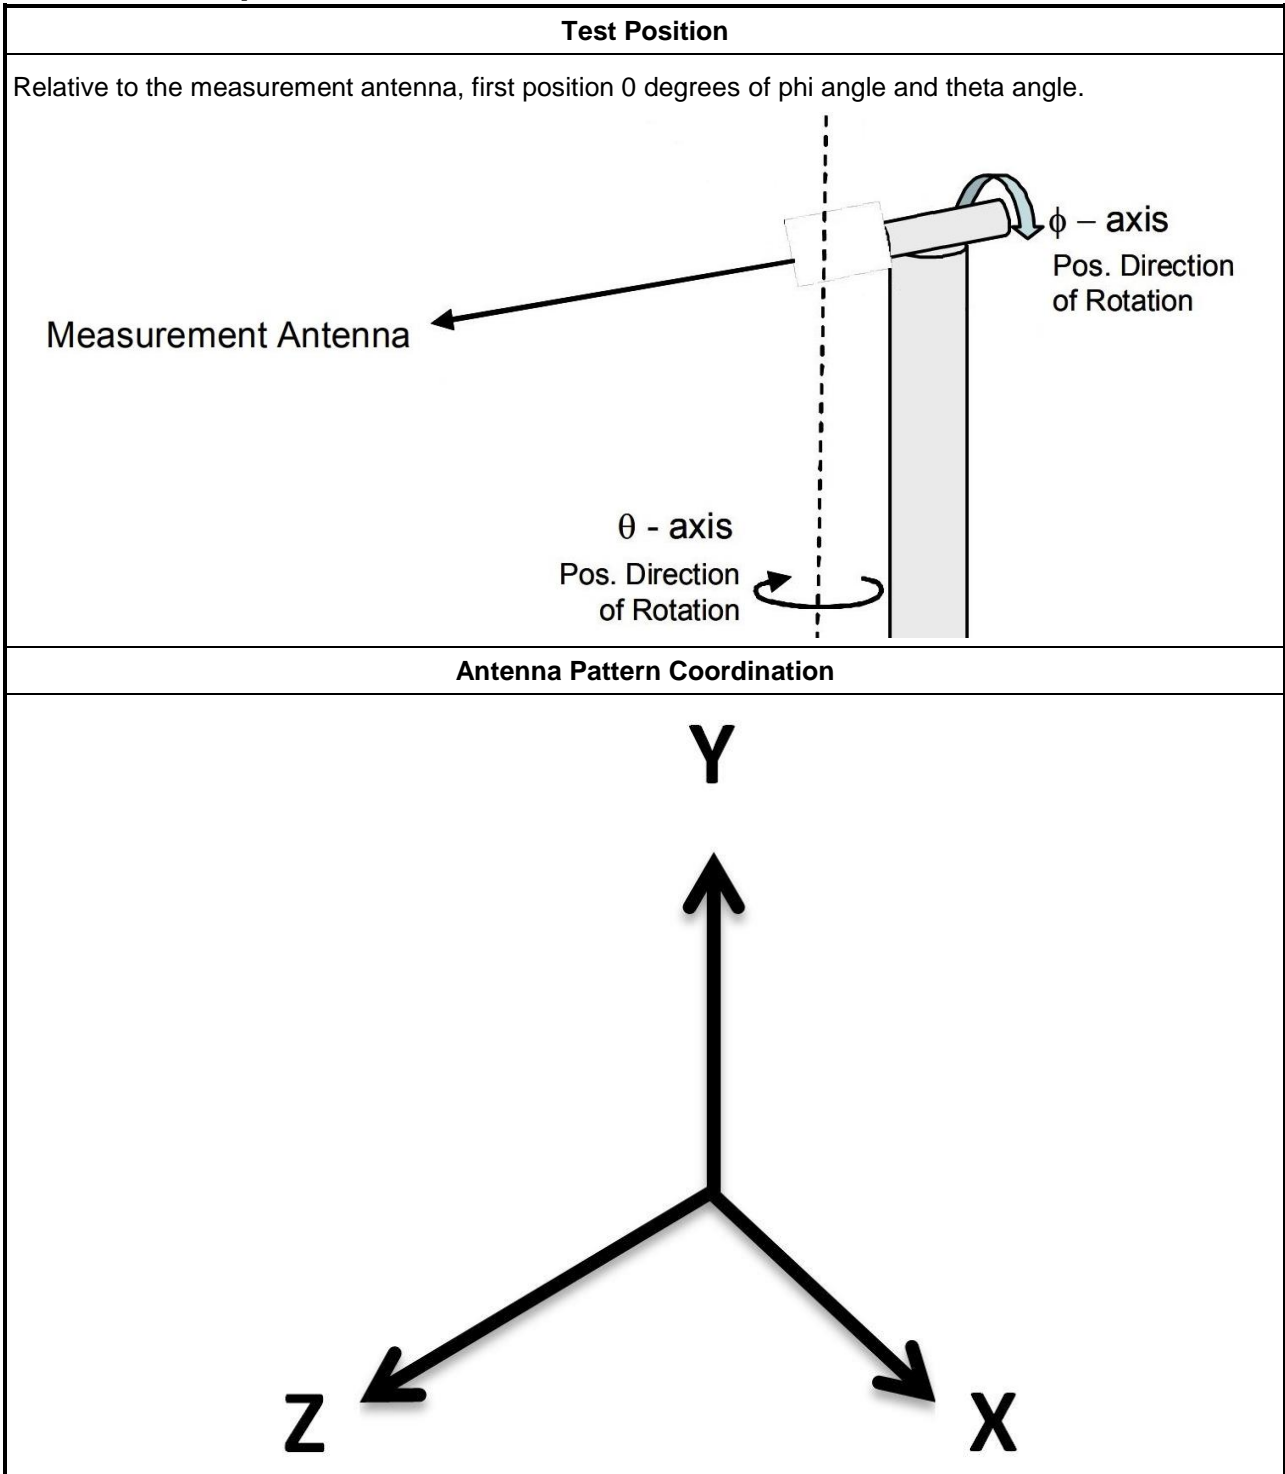 Test Position
Relative to the measurement antenna, first position 0 degrees of phi angle and theta angle.
ϕ – axis
Pos. Direction
of Rotation
Measurement Antenna
θ - axis
Pos. Direction
of Rotation
Antenna Pattern Coordination
Y
Z
X